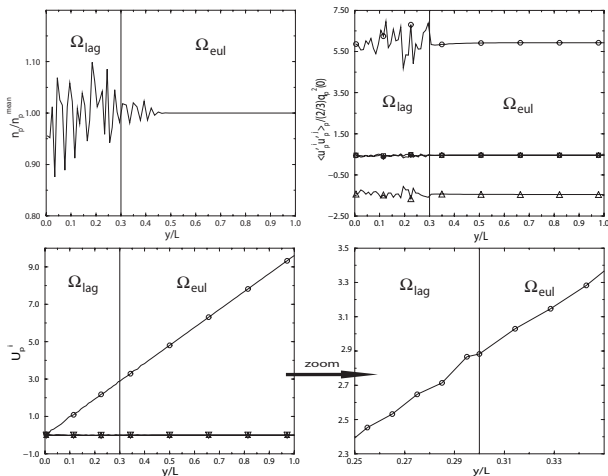 Ω_lag Ω_eul
n_p/n_p^mean
1.10
1.00
0.90
0.80
0.0 0.1 0.2 0.3 0.4 0.5 0.6 0.7 0.8 0.9 1.0
y/L
Ω_lag Ω_eul
<u'_p^i u'_p^j>_p/(2/3)q_p^2(0)
7.50
5.50
3.50
1.50
-0.50
-2.50
0.0 0.1 0.2 0.3 0.4 0.5 0.6 0.7 0.8 0.9 1.0
y/L
Ω_lag Ω_eul
U_p^i
9.0
7.0
5.0
3.0
1.0
-1.0
0.0 0.1 0.2 0.3 0.4 0.5 0.6 0.7 0.8 0.9 1.0
y/L
zoom
Ω_lag Ω_eul
3.5
3.3
3.1
2.9
2.7
2.5
2.3
0.25 0.27 0.29 0.31 0.33
y/L